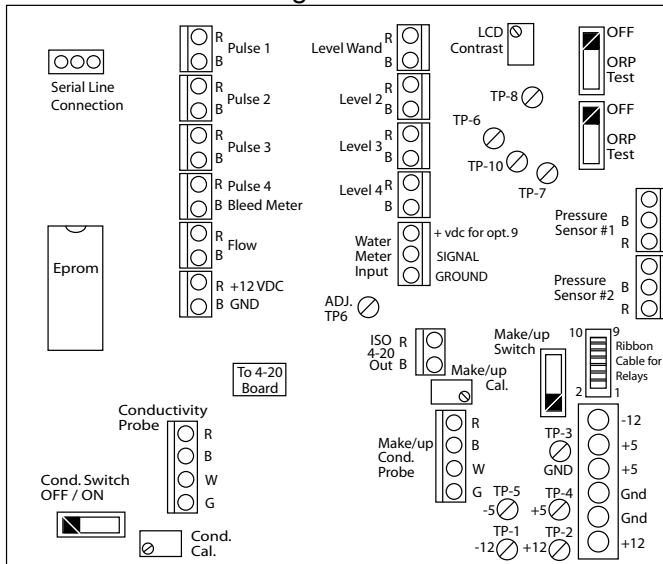 Serial Line
Connection
R
B
Pulse 1
R
B
Pulse 2
R
B
Pulse 3
R
B
Pulse 4
Bleed Meter
R
B
Flow
R
B
+12 VDC
GND
Eprom
To 4-20
Board
Conductivity
Probe
R
B
W
G
Cond. Switch
OFF / ON
Cond.
Cal.
Level Wand
R
B
Level 2
R
B
Level 3
R
B
Level 4
R
B
Water
Meter
Input
+ vdc for opt. 9
SIGNAL
GROUND
ADJ.
TP6
ISO
4-20
Out
R
B
Make/up
Cal.
Make/up
Cond.
Probe
R
B
W
G
LCD
Contrast
TP-8
TP-6
TP-10
TP-7
OFF
ORP
Test
OFF
ORP
Test
Pressure
Sensor #1
B
R
Pressure
Sensor #2
B
R
Make/up
Switch
10
9
2
1
Ribbon
Cable for
Relays
TP-3
GND
TP-5
-5
TP-4
+5
TP-1
-12
TP-2
+12
-12
+5
+5
Gnd
Gnd
+12